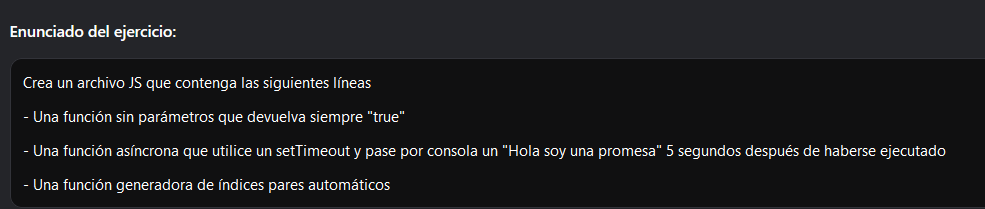 Enunciado del ejercicio:
Crea un archivo JS que contenga las siguientes líneas
- Una función sin parámetros que devuelva siempre "true"
- Una función asíncrona que utilice un setTimeout y pase por consola un "Hola soy una promesa" 5 segundos después de haberse ejecutado
- Una función generadora de índices pares automáticos